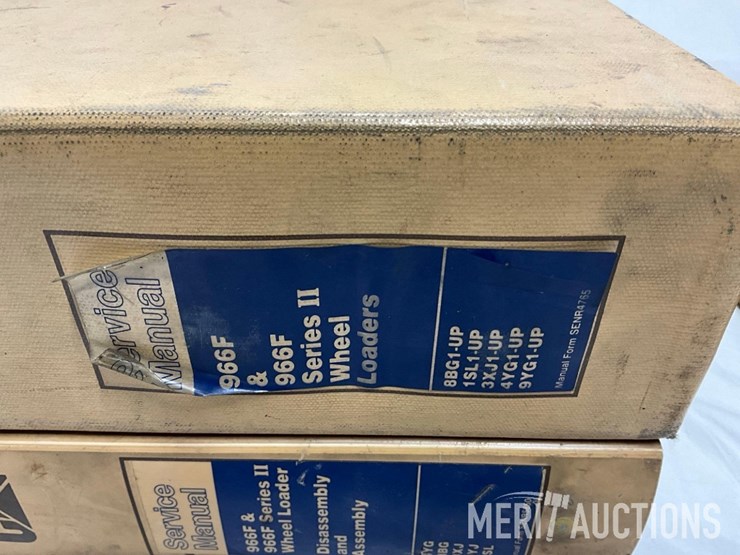 Service
Manual
966F
&
966F
Series II
Wheel
Loaders
8BG1-UP
1SL1-UP
3XJ1-UP
4YG1-UP
9YG1-UP
Manual Form SENR4765
Service
Manual
966F &
966F Series II
Wheel Loader
Disassembly
and
Assembly
MERIT AUCTIONS